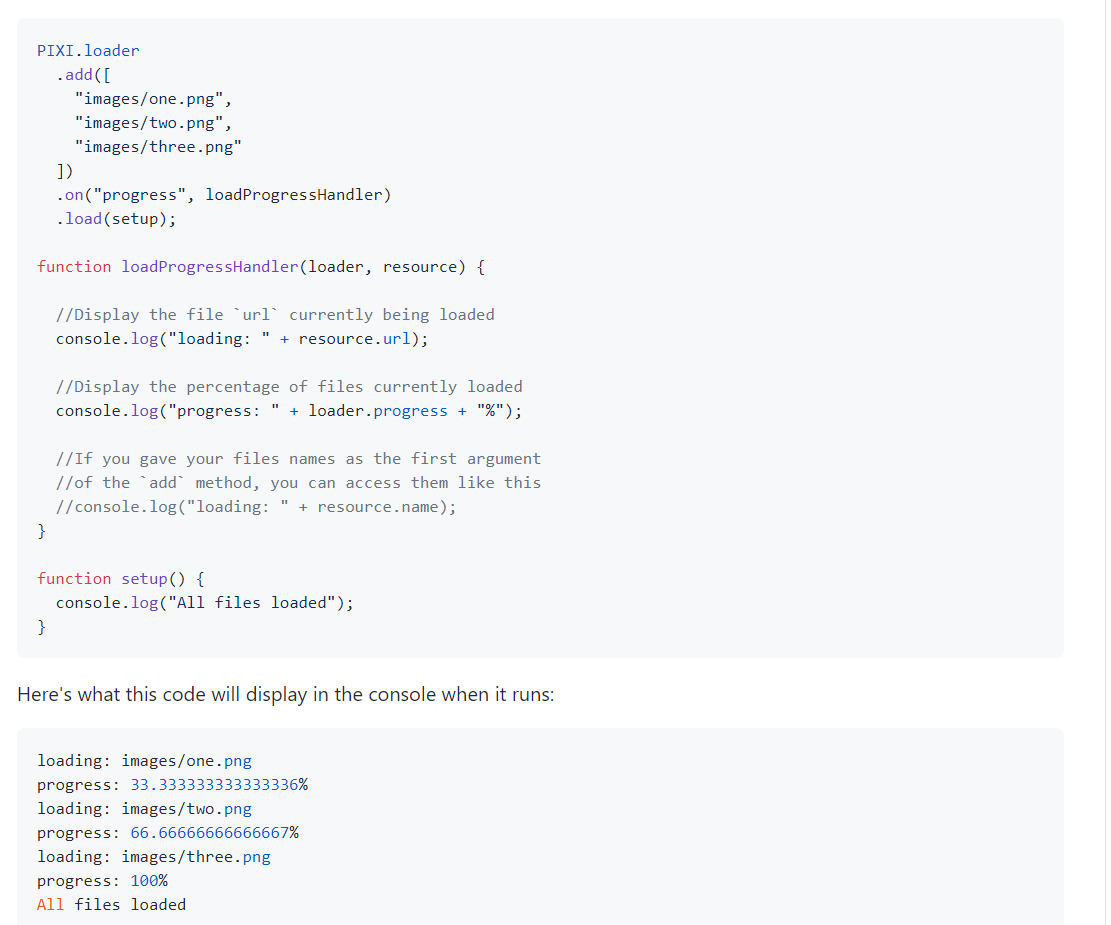 PIXI.loader
  .add([
    "images/one.png",
    "images/two.png",
    "images/three.png"
  ])
  .on("progress", loadProgressHandler)
  .load(setup);

function loadProgressHandler(loader, resource) {

  //Display the file `url` currently being loaded
  console.log("loading: " + resource.url);

  //Display the percentage of files currently loaded
  console.log("progress: " + loader.progress + "%");

  //If you gave your files names as the first argument
  //of the `add` method, you can access them like this
  //console.log("loading: " + resource.name);
}

function setup() {
  console.log("All files loaded");
}

Here's what this code will display in the console when it runs:

loading: images/one.png
progress: 33.333333333333336%
loading: images/two.png
progress: 66.66666666666667%
loading: images/three.png
progress: 100%
All files loaded